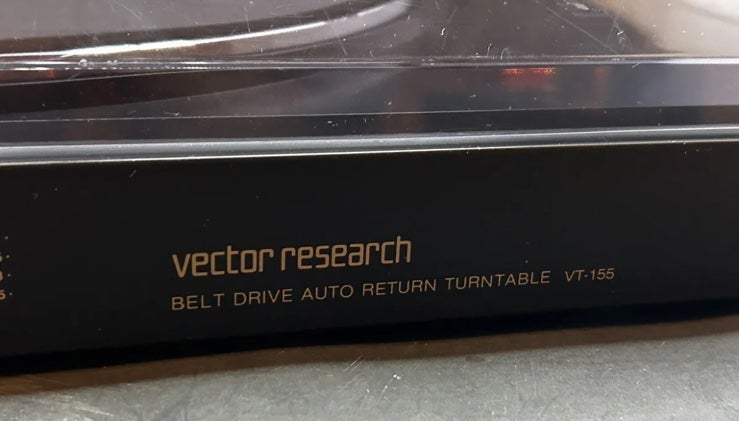 vector research
BELT DRIVE AUTO RETURN TURNTABLE VT-155